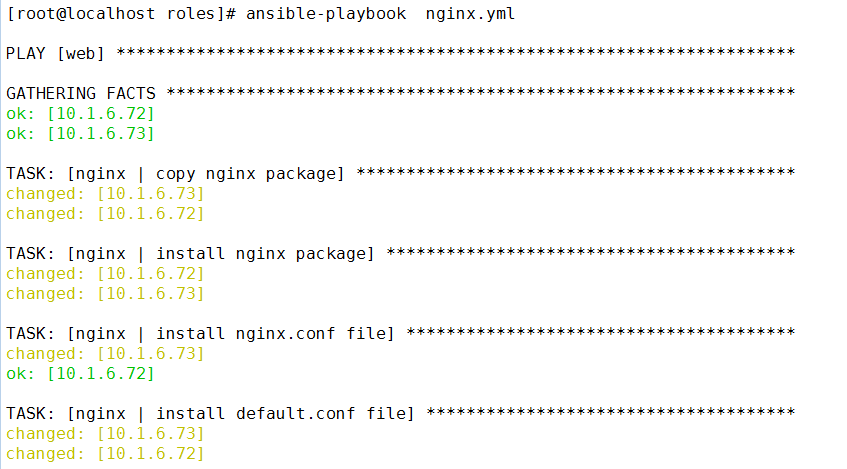 [root@localhost roles]# ansible-playbook  nginx.yml
PLAY [web] ********************************************************************
GATHERING FACTS ***************************************************************
ok: [10.1.6.72]
ok: [10.1.6.73]
TASK: [nginx | copy nginx package] ********************************************
changed: [10.1.6.73]
changed: [10.1.6.72]
TASK: [nginx | install nginx package] *****************************************
changed: [10.1.6.72]
changed: [10.1.6.73]
TASK: [nginx | install nginx.conf file] ***************************************
changed: [10.1.6.73]
ok: [10.1.6.72]
TASK: [nginx | install default.conf file] *************************************
changed: [10.1.6.73]
changed: [10.1.6.72]